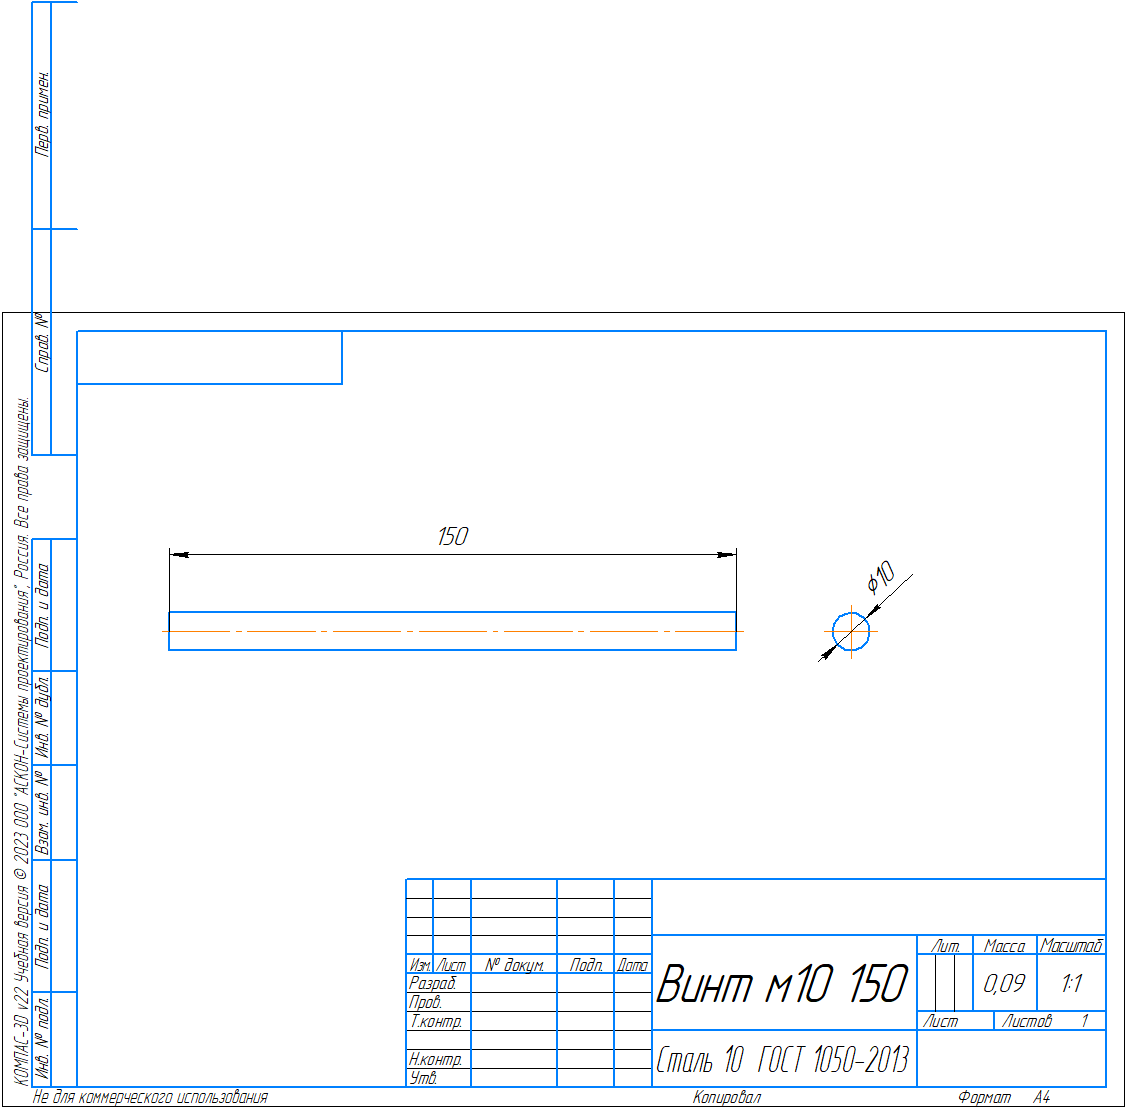 Перв. примен.
Справ. №
КОМПАС-3D v22 Учебная версия © 2023 ООО "АСКОН-Системы проектирования", Россия. Все права защищены.
Подп. и дата
Инв. № дубл.
Взам. инв. №
Подп. и дата
Инв. № подл.
150
ϕ10
Изм. Лист № докум. Подп. Дата
Разраб.
Пров.
Т.контр.
Н.контр.
Утв.
Винт м10 150
Сталь 10 ГОСТ 1050-2013
Лит. Масса Масштаб
0,09 1:1
Лист Листов 1
Не для коммерческого использования Копировал Формат А4